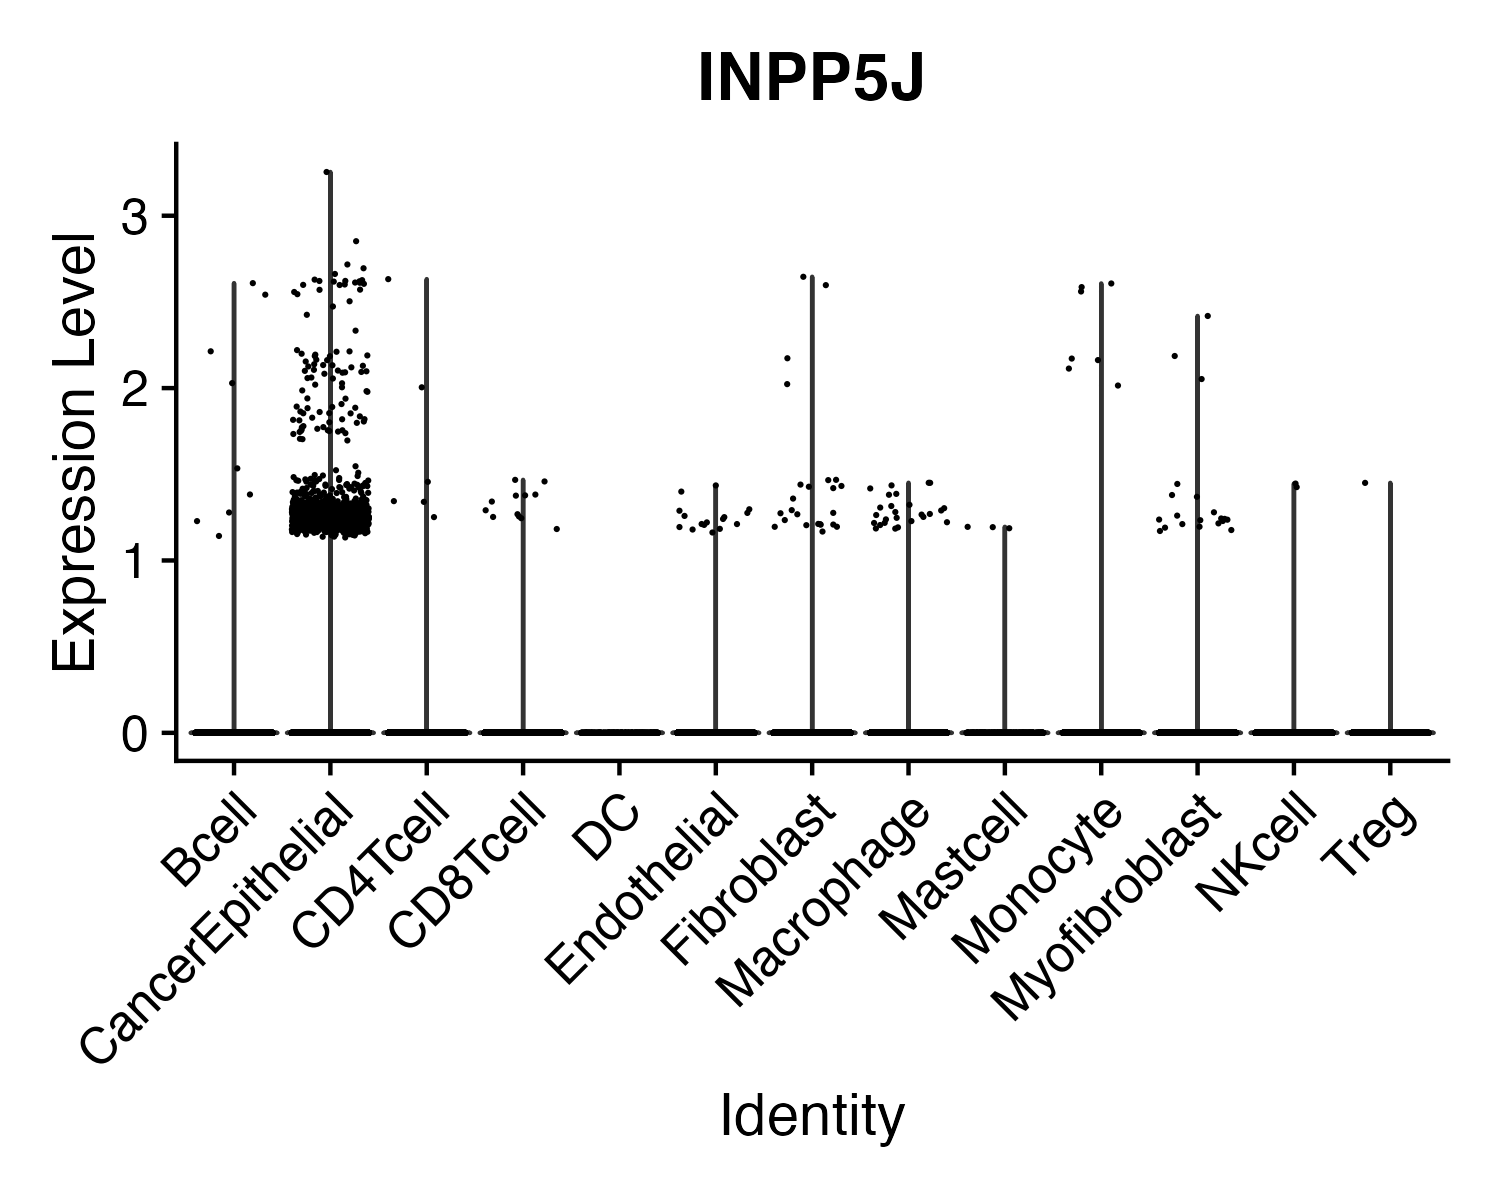 INPP5J
Expression Level
3
2
1
0
Bcell
CancerEpithelial
CD4Tcell
CD8Tcell
DC
Endothelial
Fibroblast
Macrophage
Mastcell
Monocyte
Myofibroblast
NKcell
Treg
Identity